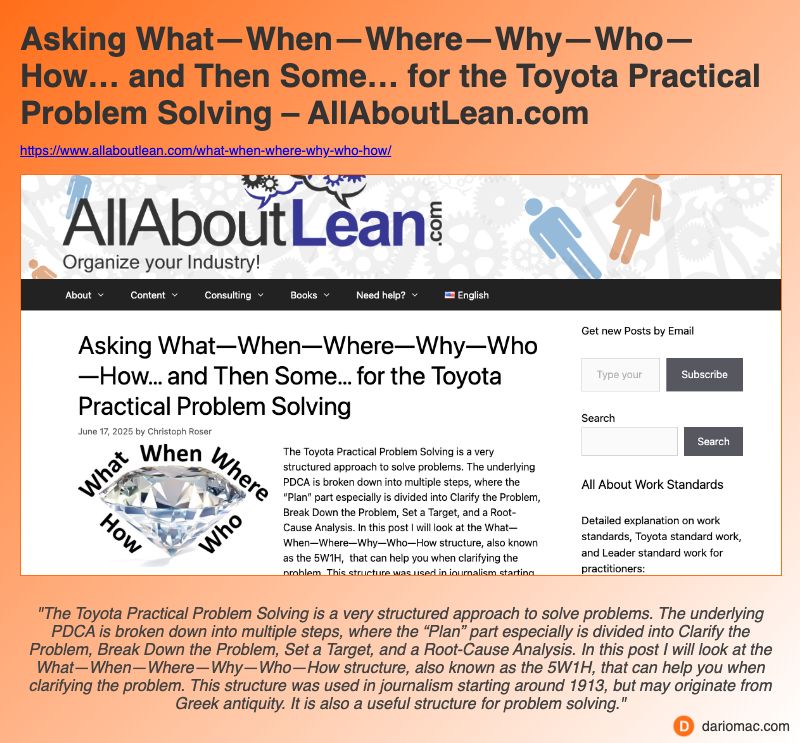 Asking What—When—Where—Why—Who—
How… and Then Some… for the Toyota Practical
Problem Solving – AllAboutLean.com
https://www.allaboutlean.com/what-when-where-why-who-how/
AllAboutLean.com
Organize your Industry!
About
Content
Consulting
Books
Need help?
English
Asking What—When—Where—Why—Who
—How… and Then Some… for the Toyota
Practical Problem Solving
June 17, 2025 by Christoph Roser
What When Where
How Who
The Toyota Practical Problem Solving is a very
structured approach to solve problems. The underlying
PDCA is broken down into multiple steps, where the
“Plan” part especially is divided into Clarify the Problem,
Break Down the Problem, Set a Target, and a Root-
Cause Analysis. In this post I will look at the What—
When—Where—Why—Who—How structure, also known
as the 5W1H, that can help you when clarifying the
problem. This structure was used in journalism starting
Get new Posts by Email
Type your
Subscribe
Search
Search
All About Work Standards
Detailed explanation on work
standards, Toyota standard work,
and Leader standard work for
practitioners:
"The Toyota Practical Problem Solving is a very structured approach to solve problems. The underlying
PDCA is broken down into multiple steps, where the “Plan” part especially is divided into Clarify the
Problem, Break Down the Problem, Set a Target, and a Root-Cause Analysis. In this post I will look at the
What—When—Where—Why—Who—How structure, also known as the 5W1H, that can help you when
clarifying the problem. This structure was used in journalism starting around 1913, but may originate from
Greek antiquity. It is also a useful structure for problem solving."
D dariomac.com